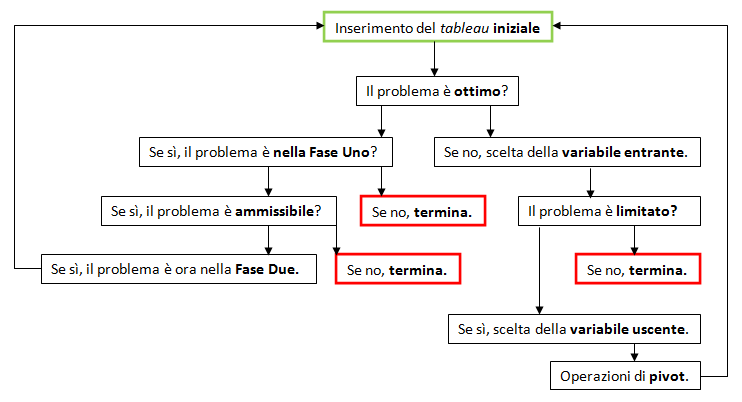 Inserimento del tableau iniziale
Il problema è ottimo?
Se sì, il problema è nella Fase Uno?
Se no, scelta della variabile entrante.
Se sì, il problema è ammissibile?
Se no, termina.
Il problema è limitato?
Se sì, il problema è ora nella Fase Due.
Se no, termina.
Se no, termina.
Se sì, scelta della variabile uscente.
Operazioni di pivot.